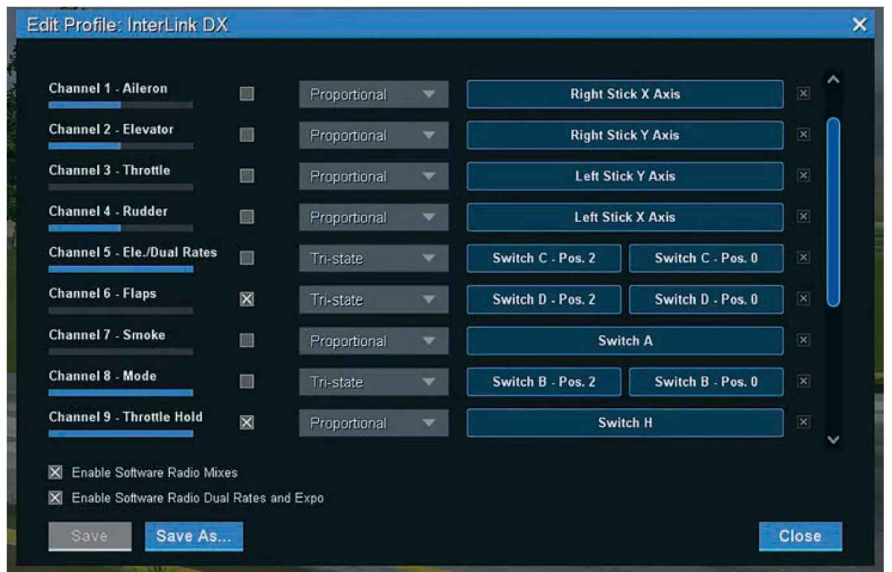 Edit Profile: InterLink DX
Channel 1 - Aileron Proportional Right Stick X Axis
Channel 2 - Elevator Proportional Right Stick Y Axis
Channel 3 - Throttle Proportional Left Stick Y Axis
Channel 4 - Rudder Proportional Left Stick X Axis
Channel 5 - Ele./Dual Rates Tri-state Switch C - Pos. 2 Switch C - Pos. 0
Channel 6 - Flaps Tri-state Switch D - Pos. 2 Switch D - Pos. 0
Channel 7 - Smoke Proportional Switch A
Channel 8 - Mode Tri-state Switch B - Pos. 2 Switch B - Pos. 0
Channel 9 - Throttle Hold Proportional Switch H
Enable Software Radio Mixes
Enable Software Radio Dual Rates and Expo
Save Save As... Close